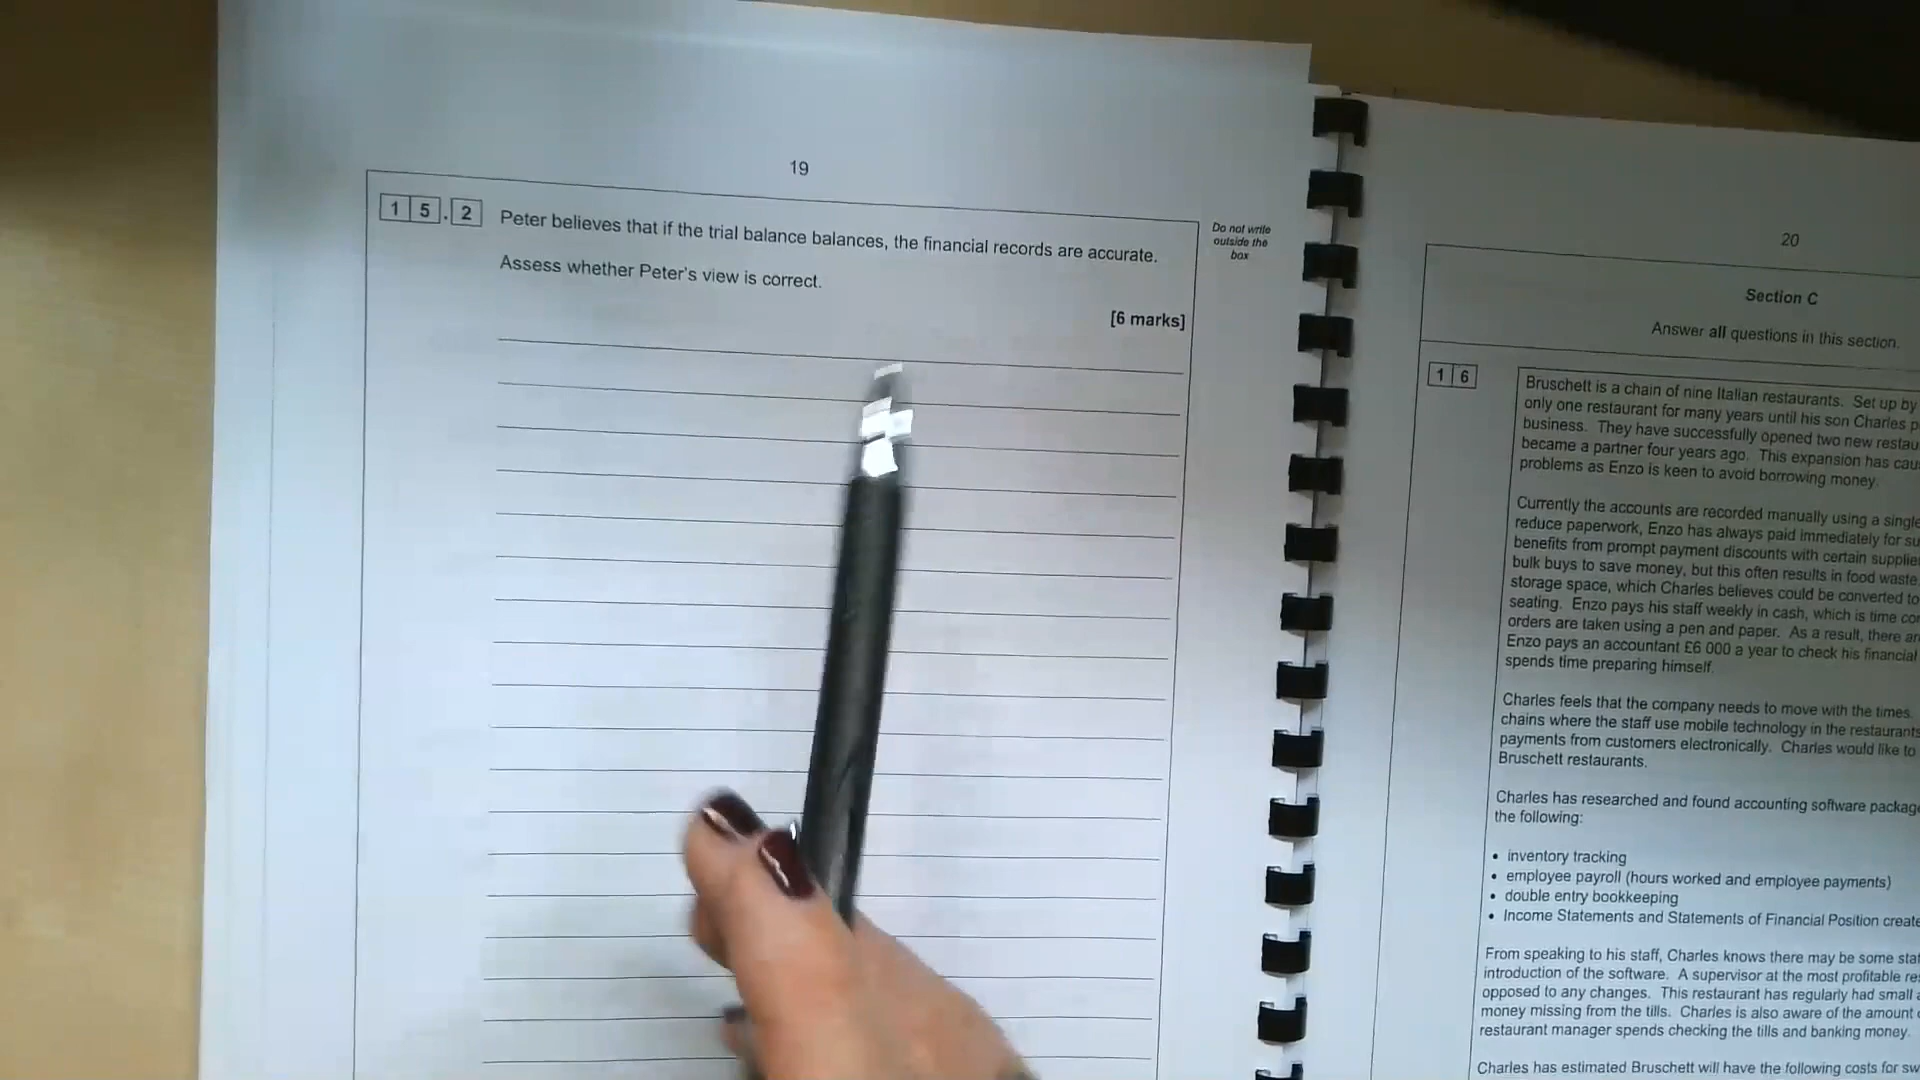 19
15.2 Peter believes that if the trial balance balances, the financial records are accurate.
Assess whether Peter's view is correct.
[6 marks]
Do not write
outside the
box
20
Section C
Answer all questions in this section.
16
Bruschett is a chain of nine Italian restaurants. Set up by
only one restaurant for many years until his son Charles
business. They have successfully opened two new
became a partner four years ago. This expansion has
problems as Enzo is keen to avoid borrowing money.
Currently the accounts are recorded manually using a
reduce paperwork, Enzo has always paid immediately for
benefits from prompt payment discounts with certain
bulk buys to save money, but this often results in food waste
storage space, which Charles believes could be converted to
seating. Enzo pays his staff weekly in cash, which is time
orders are taken using a pen and paper. As a result, there
Enzo pays an accountant £6 000 a year to check his financial
spends time preparing himself.
Charles feels that the company needs to move with the times.
chains where the staff use mobile technology in the restaurants
payments from customers electronically. Charles would like to
Bruschett restaurants.
Charles has researched and found accounting software
the following:
• inventory tracking
• employee payroll (hours worked and employee payments)
• double entry bookkeeping
• Income Statements and Statements of Financial Position
From speaking to his staff, Charles knows there may be some
introduction of the software. A supervisor at the most profitable
opposed to any changes. This restaurant has regularly had small
money missing from the tills. Charles is also aware of the amount
restaurant manager spends checking the tills and banking money.
Charles has estimated Bruschett will have the following costs for